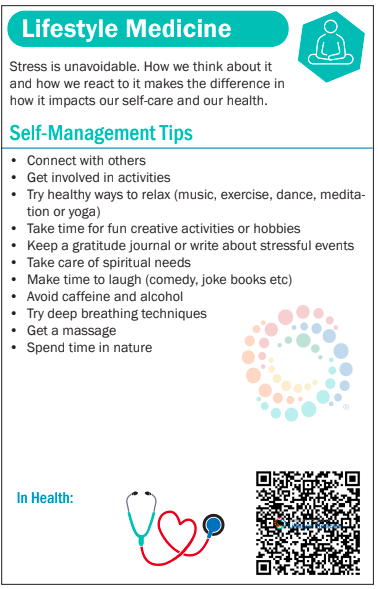 Lifestyle Medicine
Stress is unavoidable. How we think about it
and how we react to it makes the difference in
how it impacts our self-care and our health.
Self-Management Tips
• Connect with others
• Get involved in activities
• Try healthy ways to relax (music, exercise, dance, medita-
tion or yoga)
• Take time for fun creative activities or hobbies
• Keep a gratitude journal or write about stressful events
• Take care of spiritual needs
• Make time to laugh (comedy, joke books etc)
• Avoid caffeine and alcohol
• Try deep breathing techniques
• Get a massage
• Spend time in nature
®
In Health: